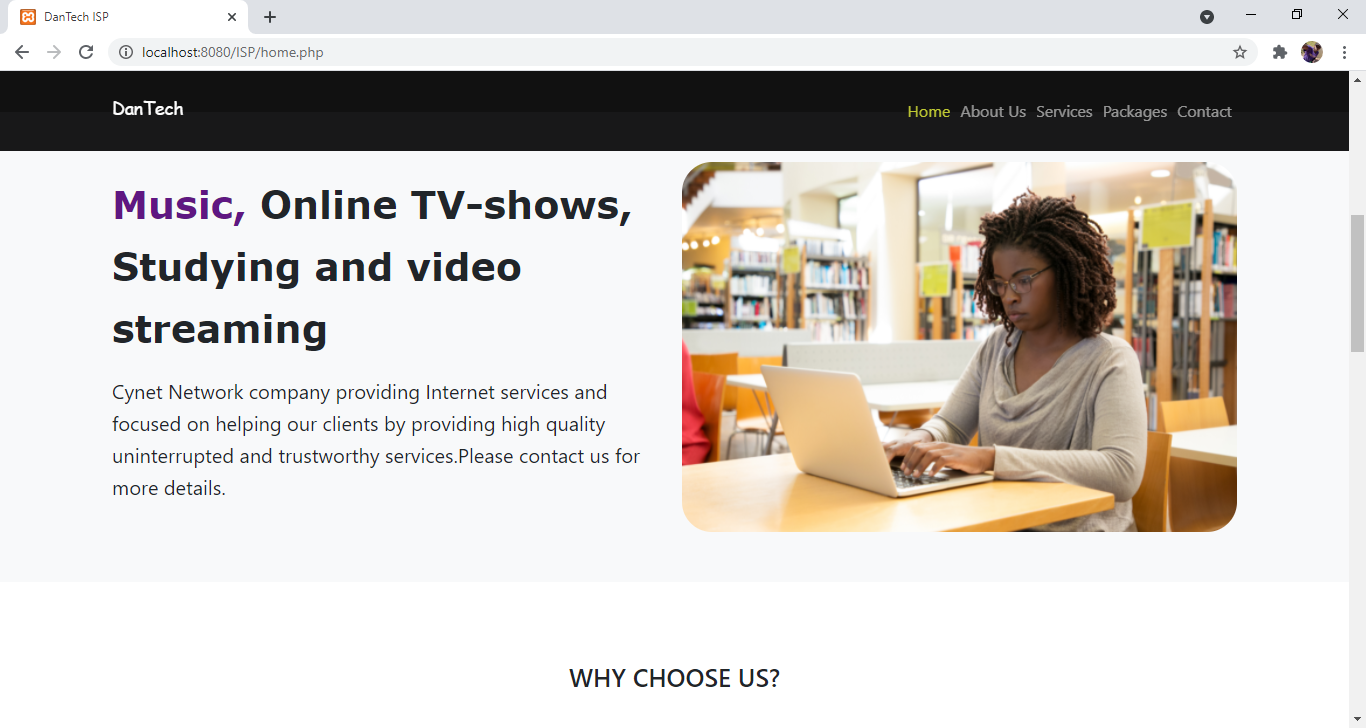 DanTech ISP
localhost:8080/ISP/home.php
DanTech
Home About Us Services Packages Contact
Music, Online TV-shows,
Studying and video
streaming
Cynet Network company providing Internet services and
focused on helping our clients by providing high quality
uninterrupted and trustworthy services.Please contact us for
more details.
WHY CHOOSE US?